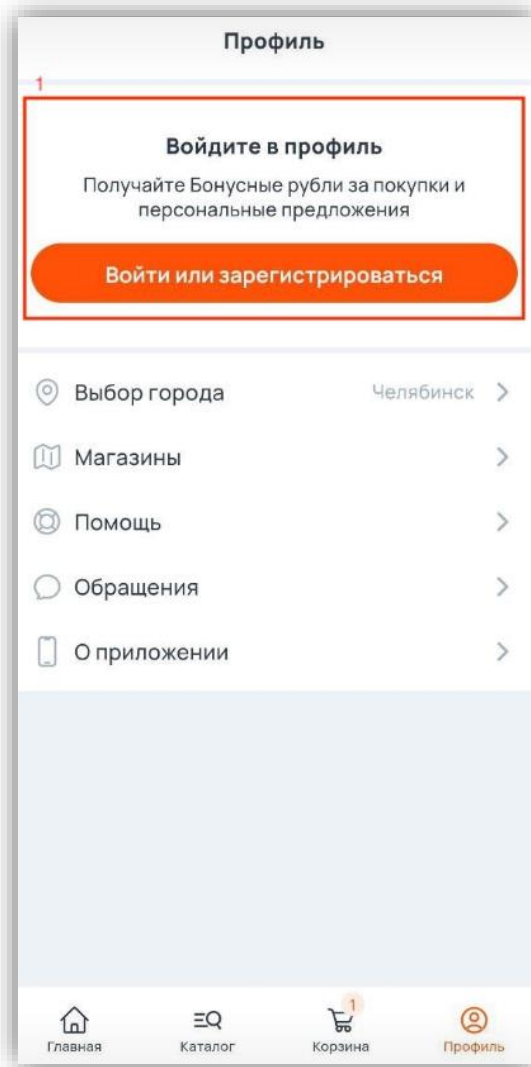 Профиль
1
Войдите в профиль
Получайте Бонусные рубли за покупки и
персональные предложения
Войти или зарегистрироваться
Выбор города Челябинск
Магазины
Помощь
Обращения
О приложении
1
Главная Каталог Корзина Профиль